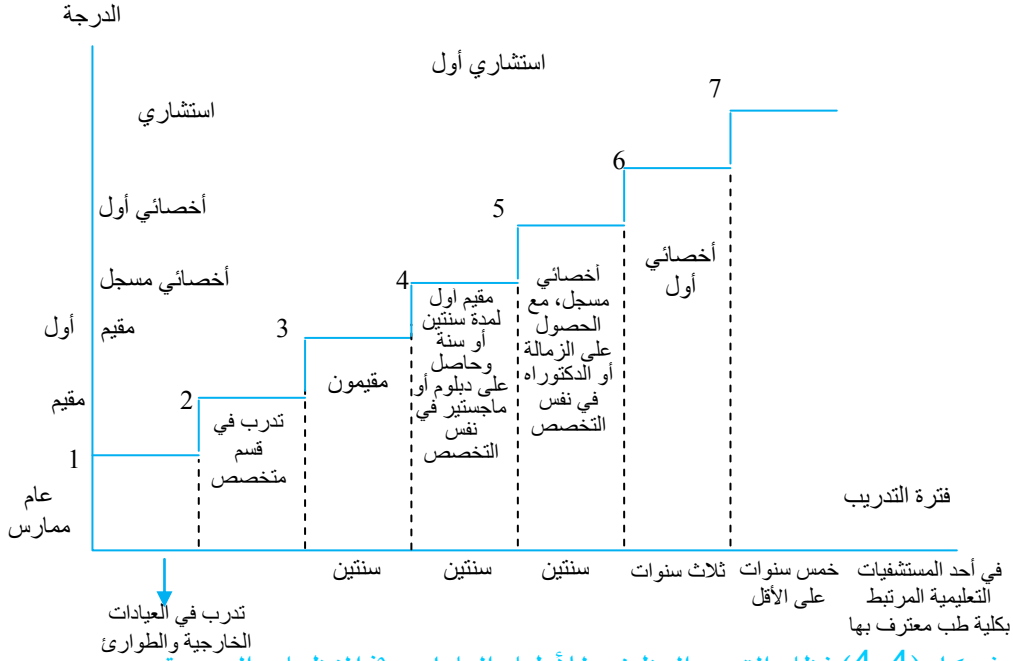 الدرجة
استشاري أول
استشاري
أخصائي أول
أخصائي مسجل
مقيم أول
مقيم
عام
ممارس
1
2
3
4
5
6
7
تدرب في
قسم
متخصص
مقيمون
مقيم اول
لمدة سنتين
أو سنة
وحاصل
على دبلوم أو
ماجستير في
نفس
التخصص
أخصائي
مسجل، مع
الحصول
على الزمالة
أو الدكتوراه
في نفس
التخصص
أخصائي
أول
فترة التدريب
سنتين
سنتين
سنتين
ثلاث سنوات
خمس سنوات
على الأقل
في أحد المستشفيات
التعليمية المرتبط
بكلية طب معترف بها
تدرب في العيادات
الخارجية والطوارئ